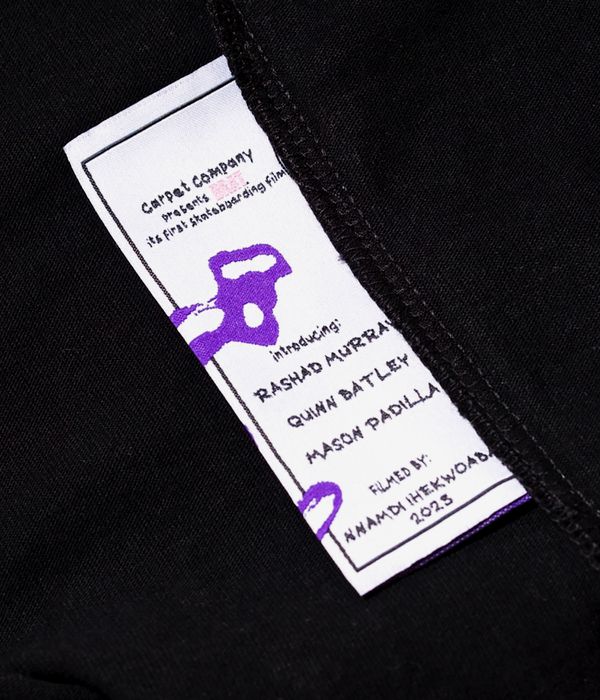 Carpet Company
presents
its first skateboarding film
introducing:
RASHAD MURRAY
QUINN BATLEY
MASON PADILLA
FILMED BY:
NNAMDI IHEKWOABA
2023